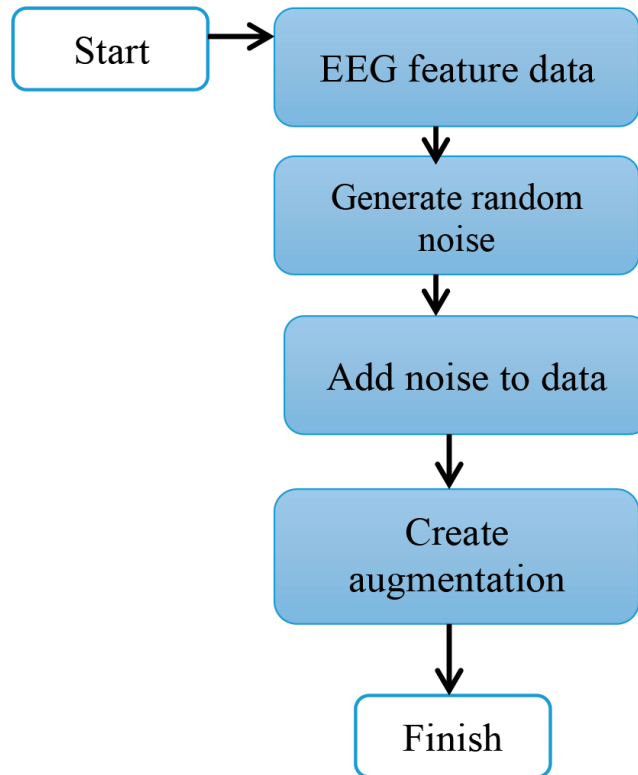 Start
EEG feature data
Generate random
noise
Add noise to data
Create
augmentation
Finish